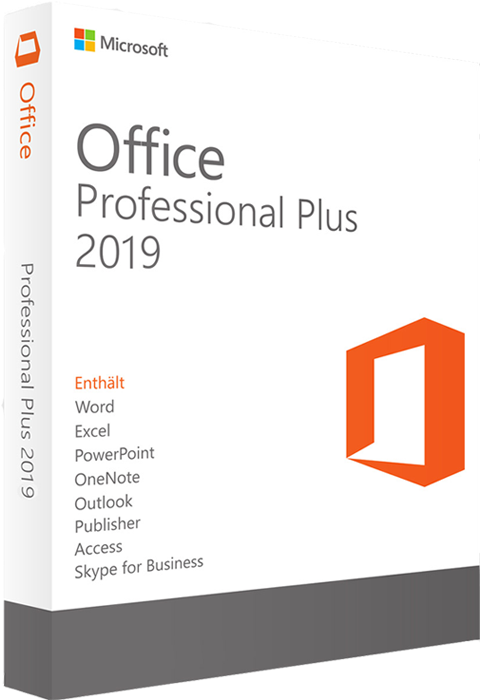 Microsoft
Office
Professional Plus
2019
Enthält
Word
Excel
PowerPoint
OneNote
Outlook
Publisher
Access
Skype for Business
Office
Professional Plus 2019